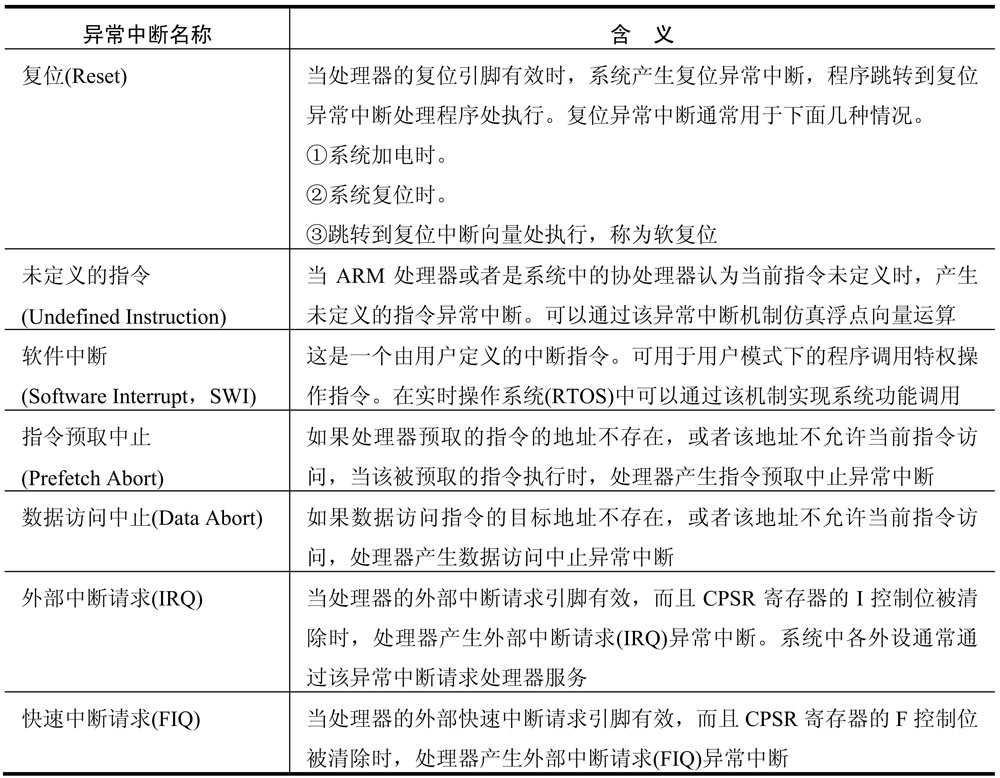 异常中断名称 含 义
复位(Reset) 当处理器的复位引脚有效时，系统产生复位异常中断，程序跳转到复位
异常中断处理程序处执行。复位异常中断通常用于下面几种情况。
①系统加电时。
②系统复位时。
③跳转到复位中断向量处执行，称为软复位
未定义的指令 当 ARM 处理器或者是系统中的协处理器认为当前指令未定义时，产生
(Undefined Instruction) 未定义的指令异常中断。可以通过该异常中断机制仿真浮点向量运算
软件中断 这是一个由用户定义的中断指令。可用于用户模式下的程序调用特权操
(Software Interrupt，SWI) 作指令。在实时操作系统(RTOS)中可以通过该机制实现系统功能调用
指令预取中止 如果处理器预取的指令的地址不存在，或者该地址不允许当前指令访
(Prefetch Abort) 问，当该被预取的指令执行时，处理器产生指令预取中止异常中断
数据访问中止(Data Abort) 如果数据访问指令的目标地址不存在，或者该地址不允许当前指令访
问，处理器产生数据访问中止异常中断
外部中断请求(IRQ) 当处理器的外部中断请求引脚有效，而且 CPSR 寄存器的 I 控制位被清
除时，处理器产生外部中断请求(IRQ)异常中断。系统中各外设通常通
过该异常中断请求处理器服务
快速中断请求(FIQ) 当处理器的外部快速中断请求引脚有效，而且 CPSR 寄存器的 F 控制位
被清除时，处理器产生外部中断请求(FIQ)异常中断